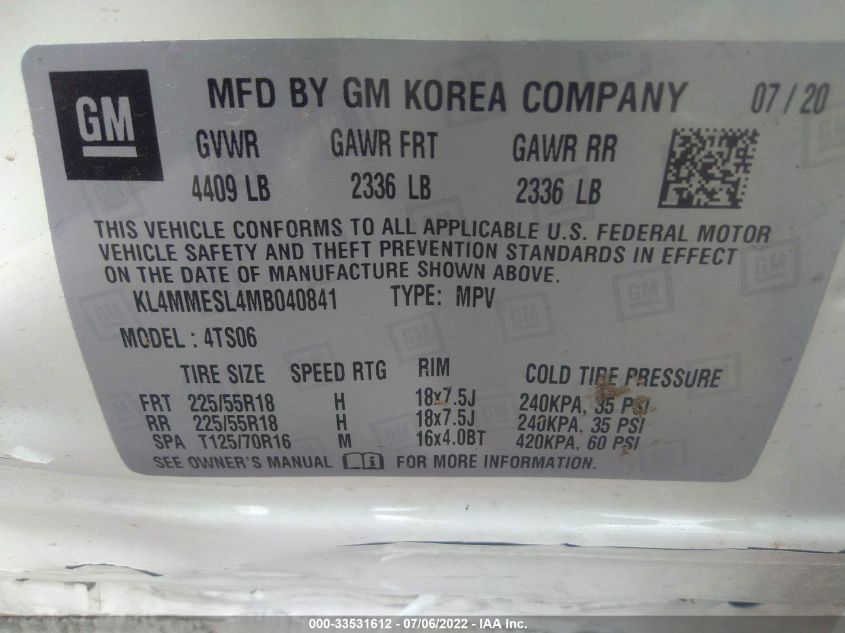 GM
MFD BY GM KOREA COMPANY 07 / 20
GVWR GAWR FRT GAWR RR
4409 LB 2336 LB 2336 LB
THIS VEHICLE CONFORMS TO ALL APPLICABLE U.S. FEDERAL MOTOR
VEHICLE SAFETY AND THEFT PREVENTION STANDARDS IN EFFECT
ON THE DATE OF MANUFACTURE SHOWN ABOVE.
KL4MMESL4MB040841 TYPE: MPV
MODEL : 4TS06
TIRE SIZE SPEED RTG RIM COLD TIRE PRESSURE
FRT 225/55R18 H 18x7.5J 240KPA, 35 PSI
RR 225/55R18 H 18x7.5J 240KPA, 35 PSI
SPA T125/70R16 M 16x4.0BT 420KPA, 60 PSI
SEE OWNER'S MANUAL FOR MORE INFORMATION.
000-33531612 - 07/06/2022 - IAA Inc.